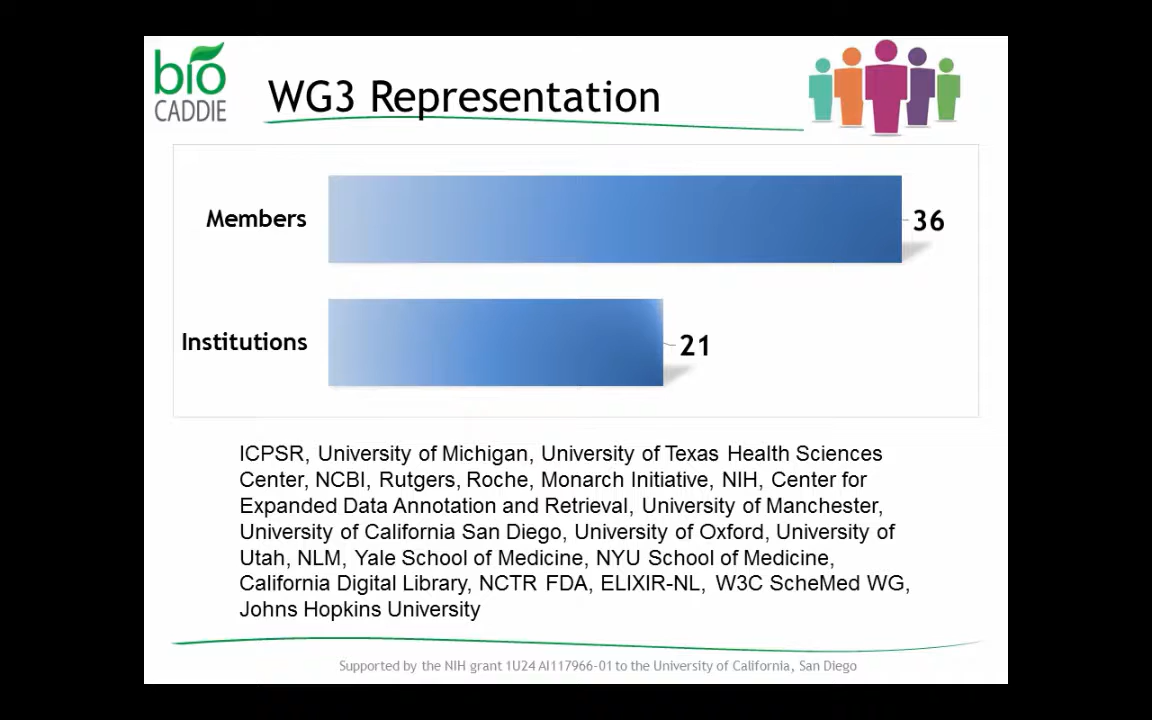 bio
CADDIE
WG3 Representation
Members
36
Institutions
21
ICPSR, University of Michigan, University of Texas Health Sciences
Center, NCBI, Rutgers, Roche, Monarch Initiative, NIH, Center for
Expanded Data Annotation and Retrieval, University of Manchester,
University of California San Diego, University of Oxford, University of
Utah, NLM, Yale School of Medicine, NYU School of Medicine,
California Digital Library, NCTR FDA, ELIXIR-NL, W3C ScheMed WG,
Johns Hopkins University
Supported by the NIH grant 1U24 AI117966-01 to the University of California, San Diego